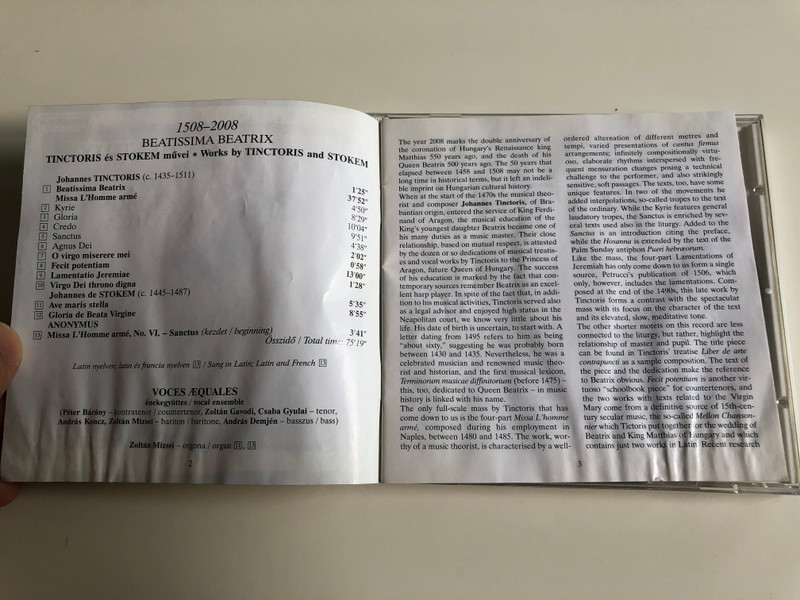 1508–2008
BEATISSIMA BEATRIX
TINCTORIS és STOKEM művei * Works by TINCTORIS and STOKEM
Johannes TINCTORIS (c. 1435–1511)
1 Beatissima Beatrix 1'25"
Missa L'Homme armé 37'52"
2 Kyrie 4'50"
3 Gloria 8'29"
4 Credo 10'04"
5 Sanctus 9'51"
6 Agnus Dei 4'38"
7 O virgo miserere mei 2'02"
8 Fecit potentiam 0'58"
9 Lamentatio Jeremiae 13'00"
10 Virgo Dei throno digna 1'28"
Johannes de STOKEM (c. 1445–1487)
11 Ave maris stella 5'35"
12 Gloria de Beata Virgine 8'55"
ANONYMUS
13 Missa L'Homme armé, No. VI. – Sanctus (kezdet / beginning) 3'41"
Összidő / Total time: 75'19"
Latin nyelven; latin és francia nyelven 13 / Sung in Latin; Latin and French 13
VOCES ÆQUALES
énekegyüttes / vocal ensemble
(Péter Bárány – kontratenor / countertenor, Zoltán Gavodi, Csaba Gyulai – tenor,
András Koncz, Zoltán Mizsei – bariton / baritone, András Demjén – basszus / bass)
Zoltán Mizsei – orgona / organ 11, 13
2
The year 2008 marks the double anniversary of
the coronation of Hungary's Renaissance king
Matthias 550 years ago, and the death of his
Queen Beatrix 500 years ago. The 50 years that
elapsed between 1458 and 1508 may not be a
long time in historical terms, but it left an indeli-
ble imprint on Hungarian cultural history.
When at the start of the 1470s the musical theo-
rist and composer Johannes Tinctoris, of Bra-
bantian origin, entered the service of King Ferdi-
nand of Aragon, the musical education of the
King's youngest daughter Beatrix became one of
his many duties as a music master. Their close
relationship, based on mutual respect, is attested
by the dozen or so dedications of musical treatis-
es and vocal works by Tinctoris to the Princess of
Aragon, future Queen of Hungary. The success
of his education is marked by the fact that con-
temporary sources remember Beatrix as an excel-
lent harp player. In spite of the fact that, in addi-
tion to his musical activities, Tinctoris served also
as a legal advisor and enjoyed high status in the
Neapolitan court, we know very little about his
life. His date of birth is uncertain, to start with. A
letter dating from 1495 refers to him as being
"about sixty," suggesting he was probably born
between 1430 and 1435. Nevertheless, he was a
celebrated musician and renowned music theo-
rist and historian, and the first musical lexicon,
Terminorum musicae diffinitorium (before 1475) –
this, too, dedicated to Queen Beatrix – in music
history is linked with his name.
The only full-scale mass by Tinctoris that has
come down to us is the four-part Missa L'Homme
armé, composed during his employment in
Naples, between 1480 and 1485. The work, wor-
thy of a music theorist, is characterised by a well-
ordered alternation of different metres and
tempi, varied presentations of cantus firmus
arrangements; infinitely compositionally virtu-
oso, elaborate rhythms interspersed with fre-
quent mensuration changes posing a technical
challenge to the performer, and also strikingly
sensitive, soft passages. The texts, too, have some
unique features. In two of the movements he
added interpolations, so-called tropes to the text
of the ordinary. While the Kyrie features general
laudatory tropes, the Sanctus is enriched by sev-
eral texts used also in the liturgy. Added to the
Sanctus is an introduction citing the preface,
while the Hosanna is extended by the text of the
Palm Sunday antiphon Pueri hebræorum.
Like the mass, the four-part Lamentations of
Jeremiah has only come down to us form a single
source, Petrucci's publication of 1506, which
only, however, includes the lamentations. Com-
posed at the end of the 1490s, this late work by
Tinctoris forms a contrast with the spectacular
mass with its focus on the character of the text
and its elevated, slow, meditative tone.
The other shorter motets on this record are less
connected to the liturgy, but rather, highlight the
relationship of master and pupil. The title piece
can be found in Tinctoris' treatise Liber de arte
contrapuncti as a sample composition. The text of
the piece and the dedication make the reference
to Beatrix obvious. Fecit potentiam is another vir-
tuoso "schoolbook piece" for countertenors, and
the two works with texts related to the Virgin
Mary come from a definitive source of 15th-cen-
tury secular music, the so-called Mellon Chanson-
nier which Tictoris put together for the wedding of
Beatrix and King Matthias of Hungary and which
contains just two works in Latin. Recent research
3